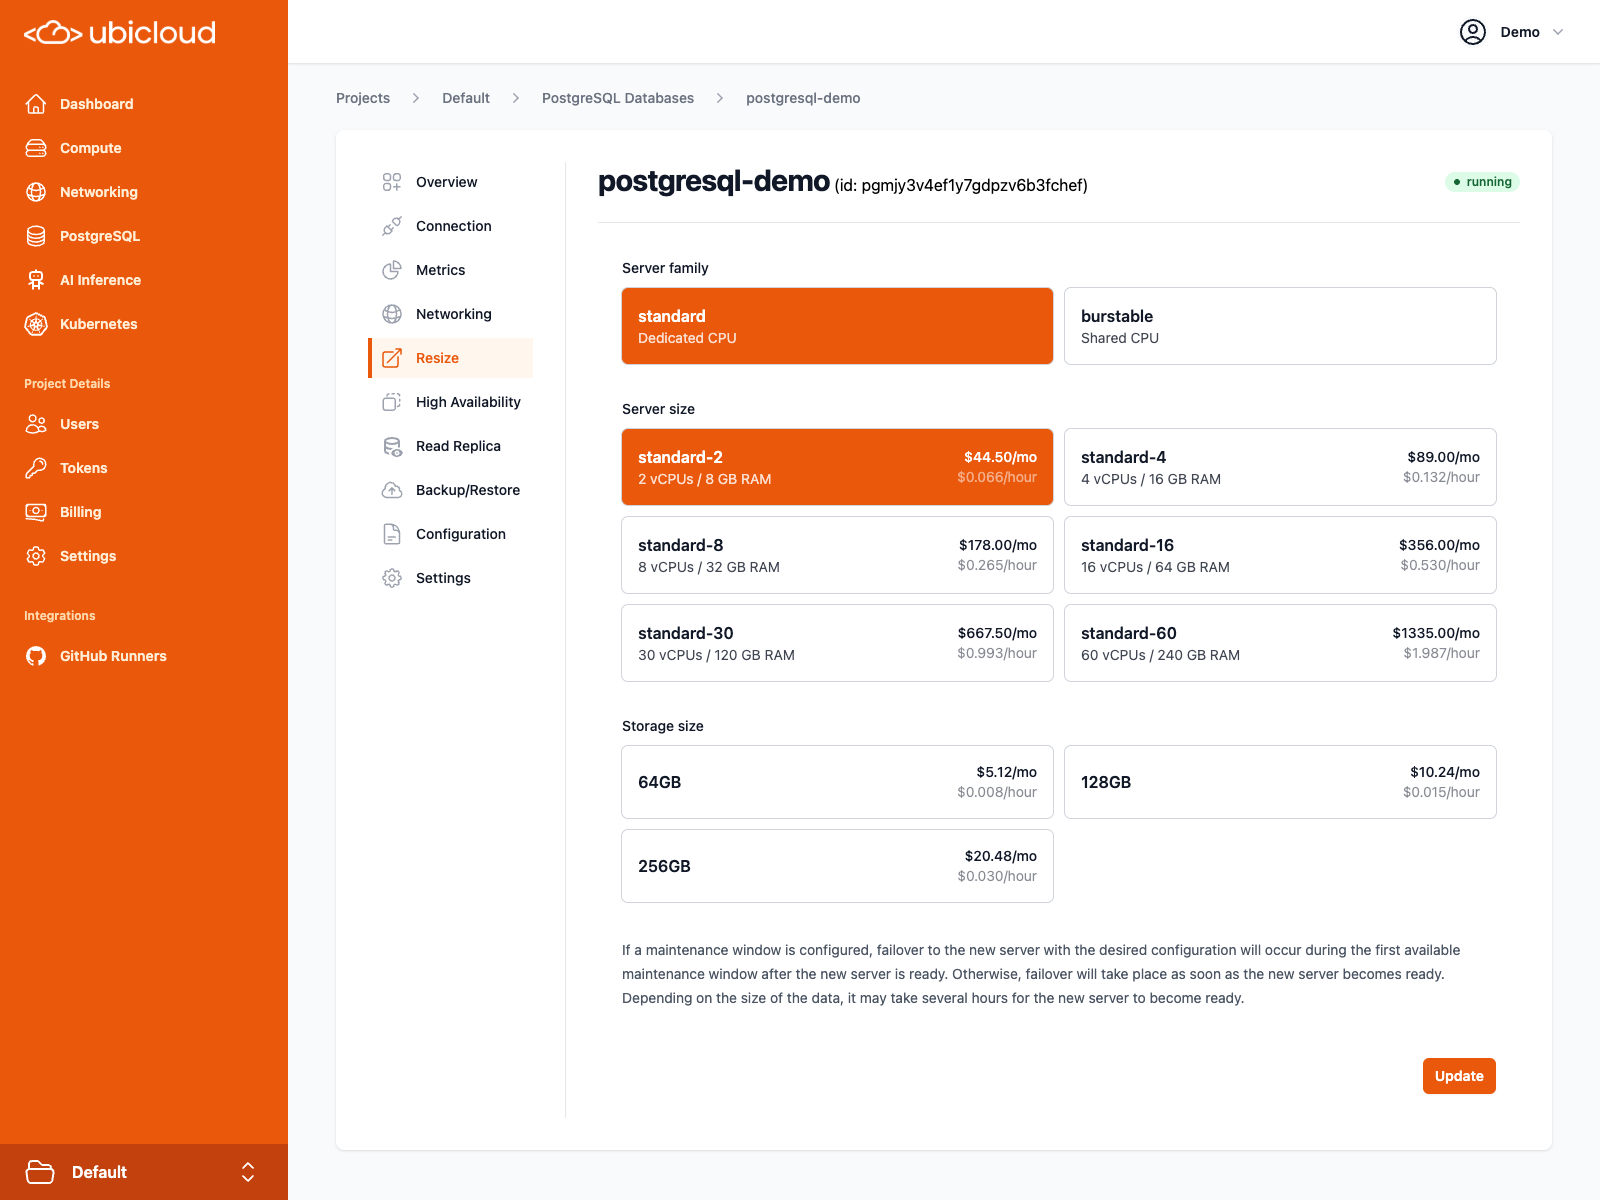 ubicloud
Demo
Dashboard
Compute
Networking
PostgreSQL
AI Inference
Kubernetes
Project Details
Users
Tokens
Billing
Settings
Integrations
GitHub Runners
Default
Projects
Default
PostgreSQL Databases
postgresql-demo
Overview
Connection
Metrics
Networking
Resize
High Availability
Read Replica
Backup/Restore
Configuration
Settings
postgresql-demo (id: pgmjy3v4ef1y7gdpzv6b3fchef)
running
Server family
standard
Dedicated CPU
burstable
Shared CPU
Server size
standard-2
2 vCPUs / 8 GB RAM
$44.50/mo
$0.066/hour
standard-4
4 vCPUs / 16 GB RAM
$89.00/mo
$0.132/hour
standard-8
8 vCPUs / 32 GB RAM
$178.00/mo
$0.265/hour
standard-16
16 vCPUs / 64 GB RAM
$356.00/mo
$0.530/hour
standard-30
30 vCPUs / 120 GB RAM
$667.50/mo
$0.993/hour
standard-60
60 vCPUs / 240 GB RAM
$1335.00/mo
$1.987/hour
Storage size
64GB
$5.12/mo
$0.008/hour
128GB
$10.24/mo
$0.015/hour
256GB
$20.48/mo
$0.030/hour
If a maintenance window is configured, failover to the new server with the desired configuration will occur during the first available
maintenance window after the new server is ready. Otherwise, failover will take place as soon as the new server becomes ready.
Depending on the size of the data, it may take several hours for the new server to become ready.
Update